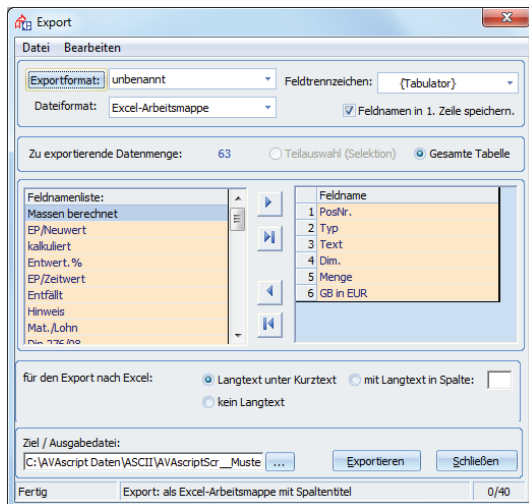 Export
Datei Bearbeiten
Exportformat: unbenannt Feldtrennzeichen: {Tabulator}
Dateiformat: Excel-Arbeitsmappe Feldnamen in 1. Zeile speichern.
Zu exportierende Datenmenge: 63 Teilauswahl (Selektion) Gesamte Tabelle
Feldnamenliste:
Massen berechnet
EP/Neuwert
kalkuliert
Entwert.%
EP/Zeitwert
Entfällt
Hinweis
Mat./Lohn
Din 276/08
Feldname
1 PosNr.
2 Typ
3 Text
4 Dim.
5 Menge
6 GB in EUR
für den Export nach Excel: Langtext unter Kurztext mit Langtext in Spalte:
kein Langtext
Ziel / Ausgabedatei:
C:\AVAscript Daten\ASCII\AVAscriptScr__Muste ... Exportieren Schließen
Fertig Export: als Excel-Arbeitsmappe mit Spaltentitel 0/40